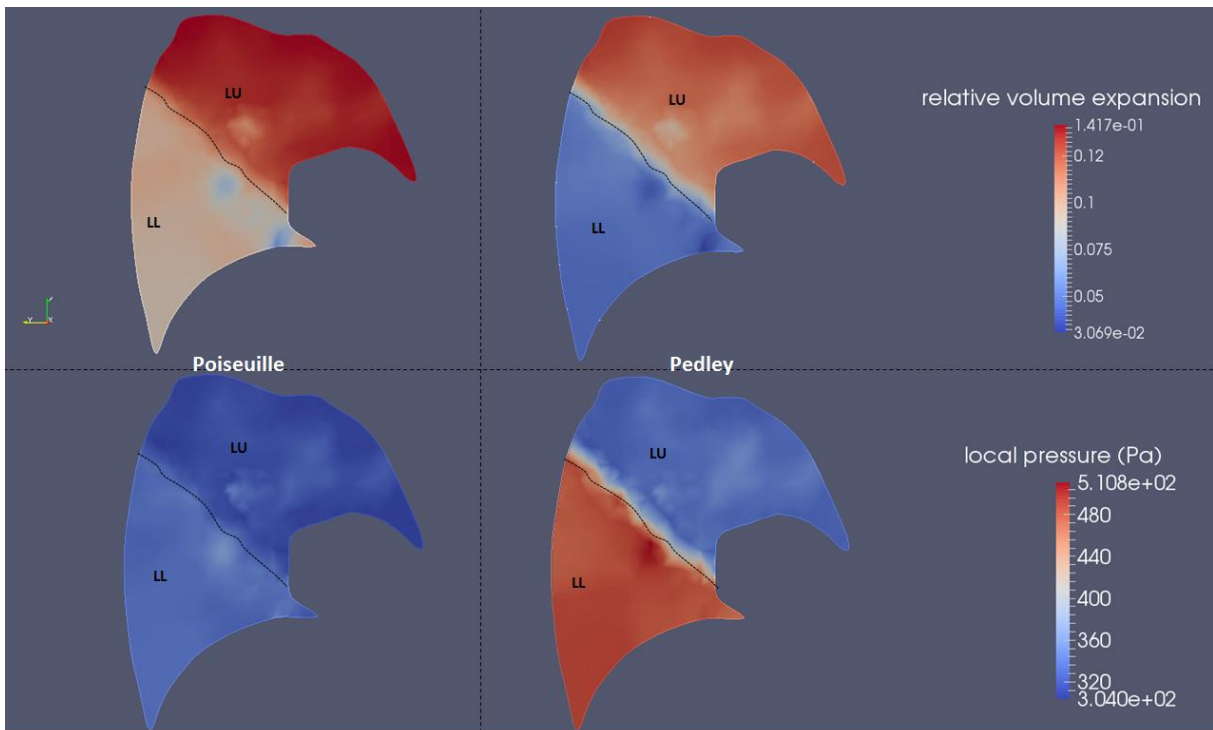 LU
LL
LU
LL
relative volume expansion
1.417e-01
0.12
0.1
0.075
0.05
3.069e-02
Poiseuille
Pedley
LU
LL
LU
LL
local pressure (Pa)
5.108e+02
480
440
400
360
320
3.040e+02